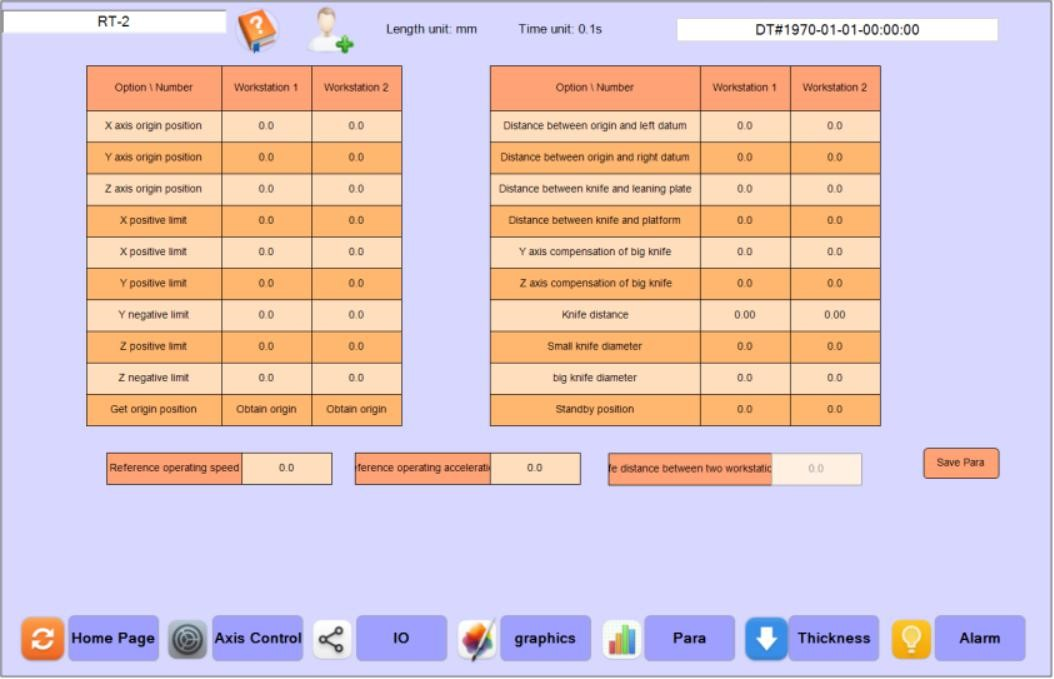 RT-2
Length unit: mm Time unit: 0.1s
DT#1970-01-01-00:00:00
Option \ Number Workstation 1 Workstation 2
X axis origin position 0.0 0.0
Y axis origin position 0.0 0.0
Z axis origin position 0.0 0.0
X positive limit 0.0 0.0
X positive limit 0.0 0.0
Y positive limit 0.0 0.0
Y negative limit 0.0 0.0
Z positive limit 0.0 0.0
Z negative limit 0.0 0.0
Get origin position Obtain origin Obtain origin
Option \ Number Workstation 1 Workstation 2
Distance between origin and left datum 0.0 0.0
Distance between origin and right datum 0.0 0.0
Distance between knife and leaning plate 0.0 0.0
Distance between knife and platform 0.0 0.0
Y axis compensation of big knife 0.0 0.0
Z axis compensation of big knife 0.0 0.0
Knife distance 0.00 0.00
Small knife diameter 0.0 0.0
big knife diameter 0.0 0.0
Standby position 0.0 0.0
Reference operating speed 0.0
ference operating accelerati 0.0
fe distance between two workstatic 0.0
Save Para
Home Page Axis Control IO graphics Para Thickness Alarm